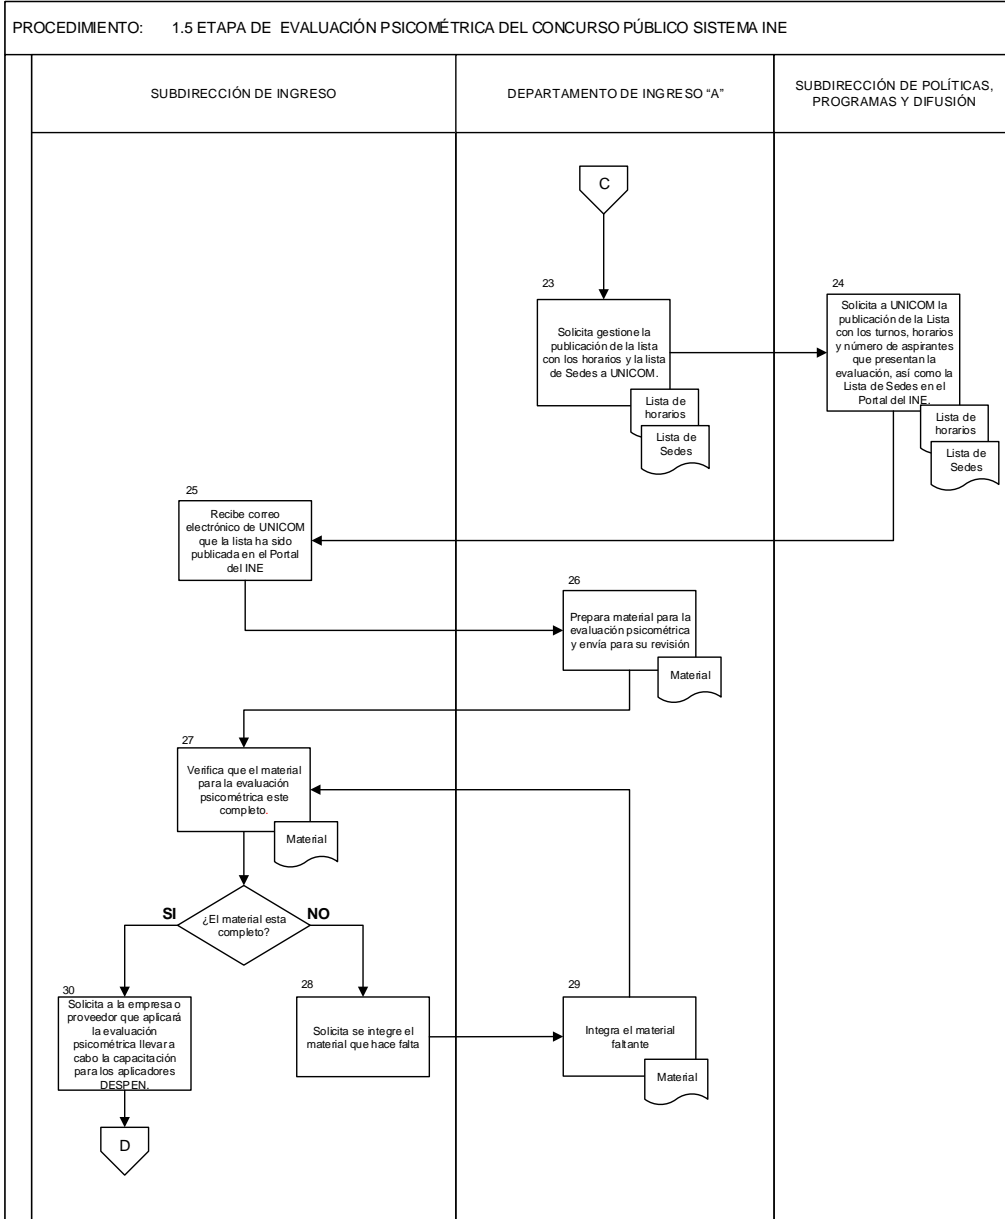 PROCEDIMIENTO: 1.5 ETAPA DE EVALUACIÓN PSICOMÉTRICA DEL CONCURSO PÚBLICO SISTEMA INE
SUBDIRECCIÓN DE INGRESO
DEPARTAMENTO DE INGRESO "A"
SUBDIRECCIÓN DE POLÍTICAS,
PROGRAMAS Y DIFUSIÓN
C
23
Solicita gestione la
publicación de la lista
con los horarios y la lista
de Sedes a UNICOM.
Lista de
horarios
Lista de
Sedes
24
Solicita a UNICOM la
publicación de la Lista
con los turnos, horarios
y número de aspirantes
que presentan la
evaluación, así como la
Lista de Sedes en el
Portal del INE.
Lista de
horarios
Lista de
Sedes
25
Recibe correo
electrónico de UNICOM
que la lista ha sido
publicada en el Portal
del INE
26
Prepara material para la
evaluación psicométrica
y envía para su revisión
Material
27
Verifica que el material
para la evaluación
psicométrica este
completo.
Material
¿El material esta
completo?
SI
NO
30
Solicita a la empresa o
proveedor que aplicará
la evaluación
psicométrica llevar a
cabo la capacitación
para los aplicadores
DESPEN.
28
Solicita se integre el
material que hace falta
29
Integra el material
faltante
Material
D